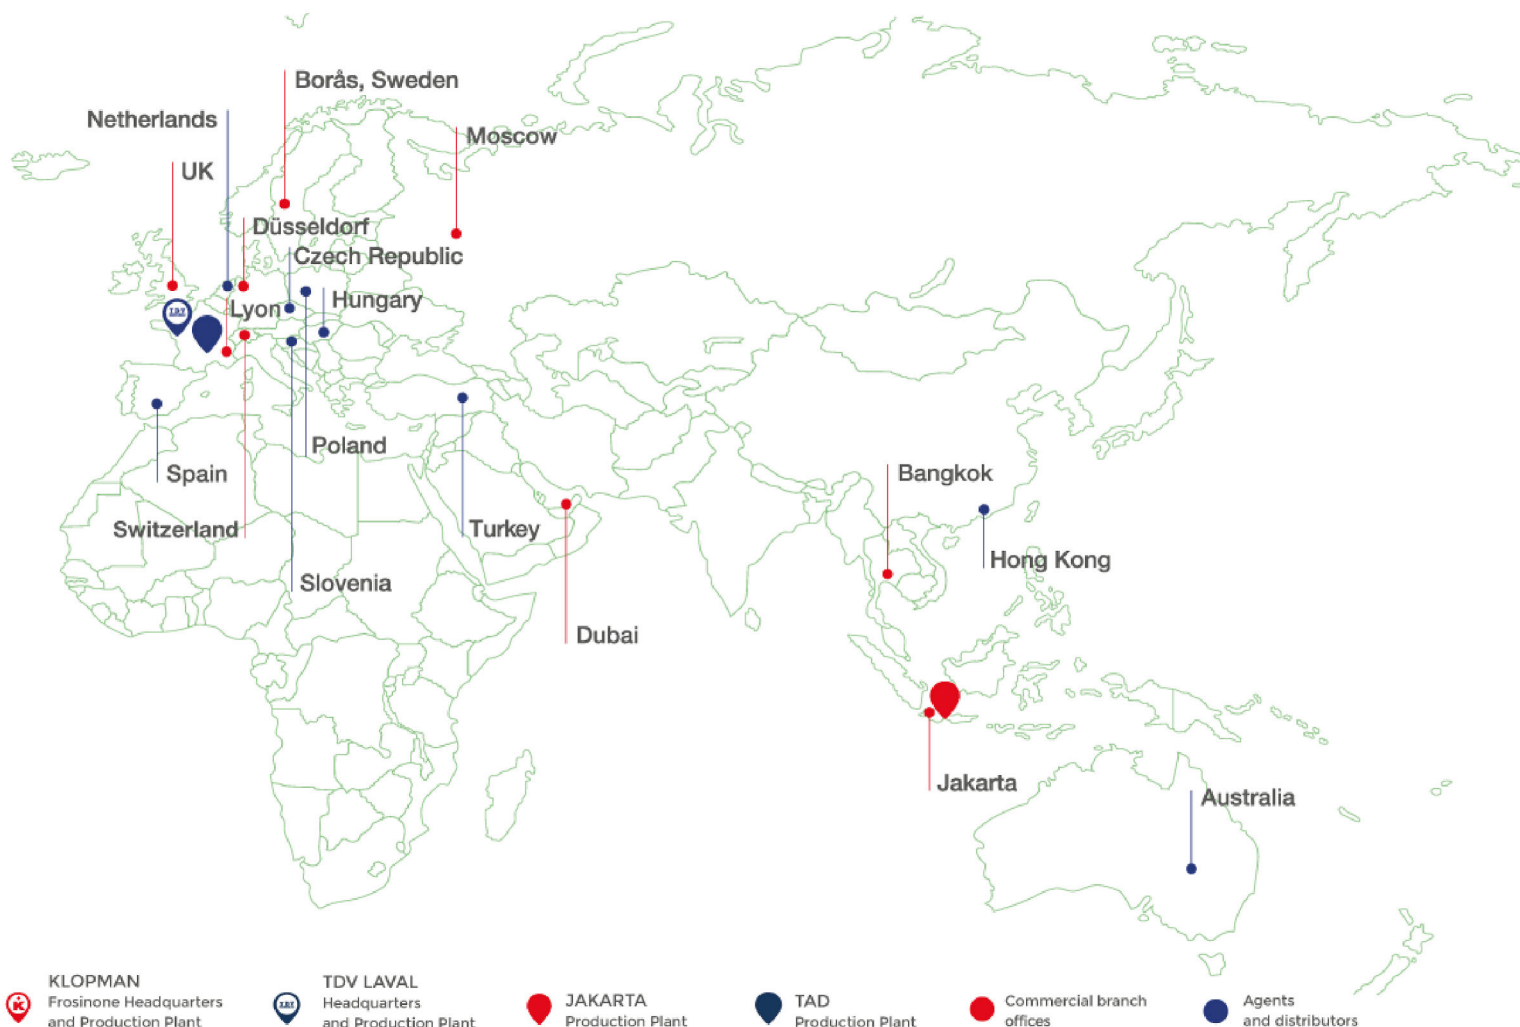 Borås, Sweden
Netherlands
Moscow
UK
Düsseldorf
Czech Republic
Hungary
Lyon
Poland
Spain
Bangkok
Switzerland
Turkey
Hong Kong
Slovenia
Dubai
Jakarta
Australia
KLOPMAN
Frosinone Headquarters
and Production Plant
TDV LAVAL
Headquarters
and Production Plant
JAKARTA
Production Plant
TAD
Production Plant
Commercial branch
offices
Agents
and distributors